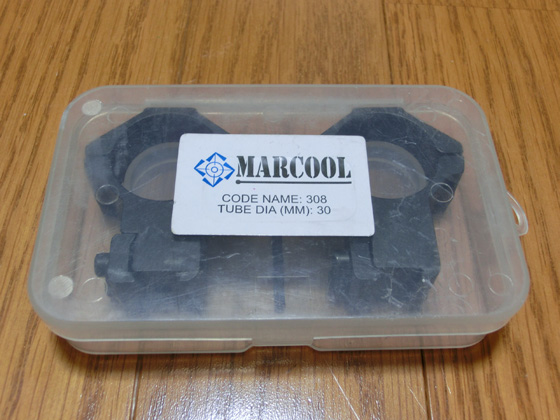 MARCOOL
CODE NAME: 308
TUBE DIA (MM): 30